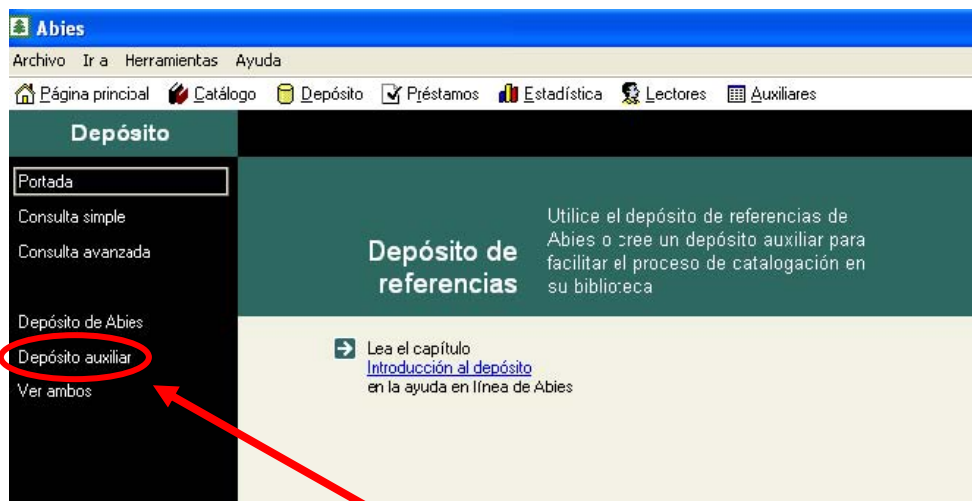 Abies
Archivo Ir a Herramientas Ayuda
Página principal Catálogo Depósito Préstamos Estadística Lectores Auxiliares
Depósito
Portada
Consulta simple
Consulta avanzada
Depósito de Abies
Depósito auxiliar
Ver ambos
Depósito de
referencias
Utilice el depósito de referencias de
Abies o cree un depósito auxiliar para
facilitar el proceso de catalogación en
su biblioteca
Lea el capítulo
Introducción al depósito
en la ayuda en línea de Abies